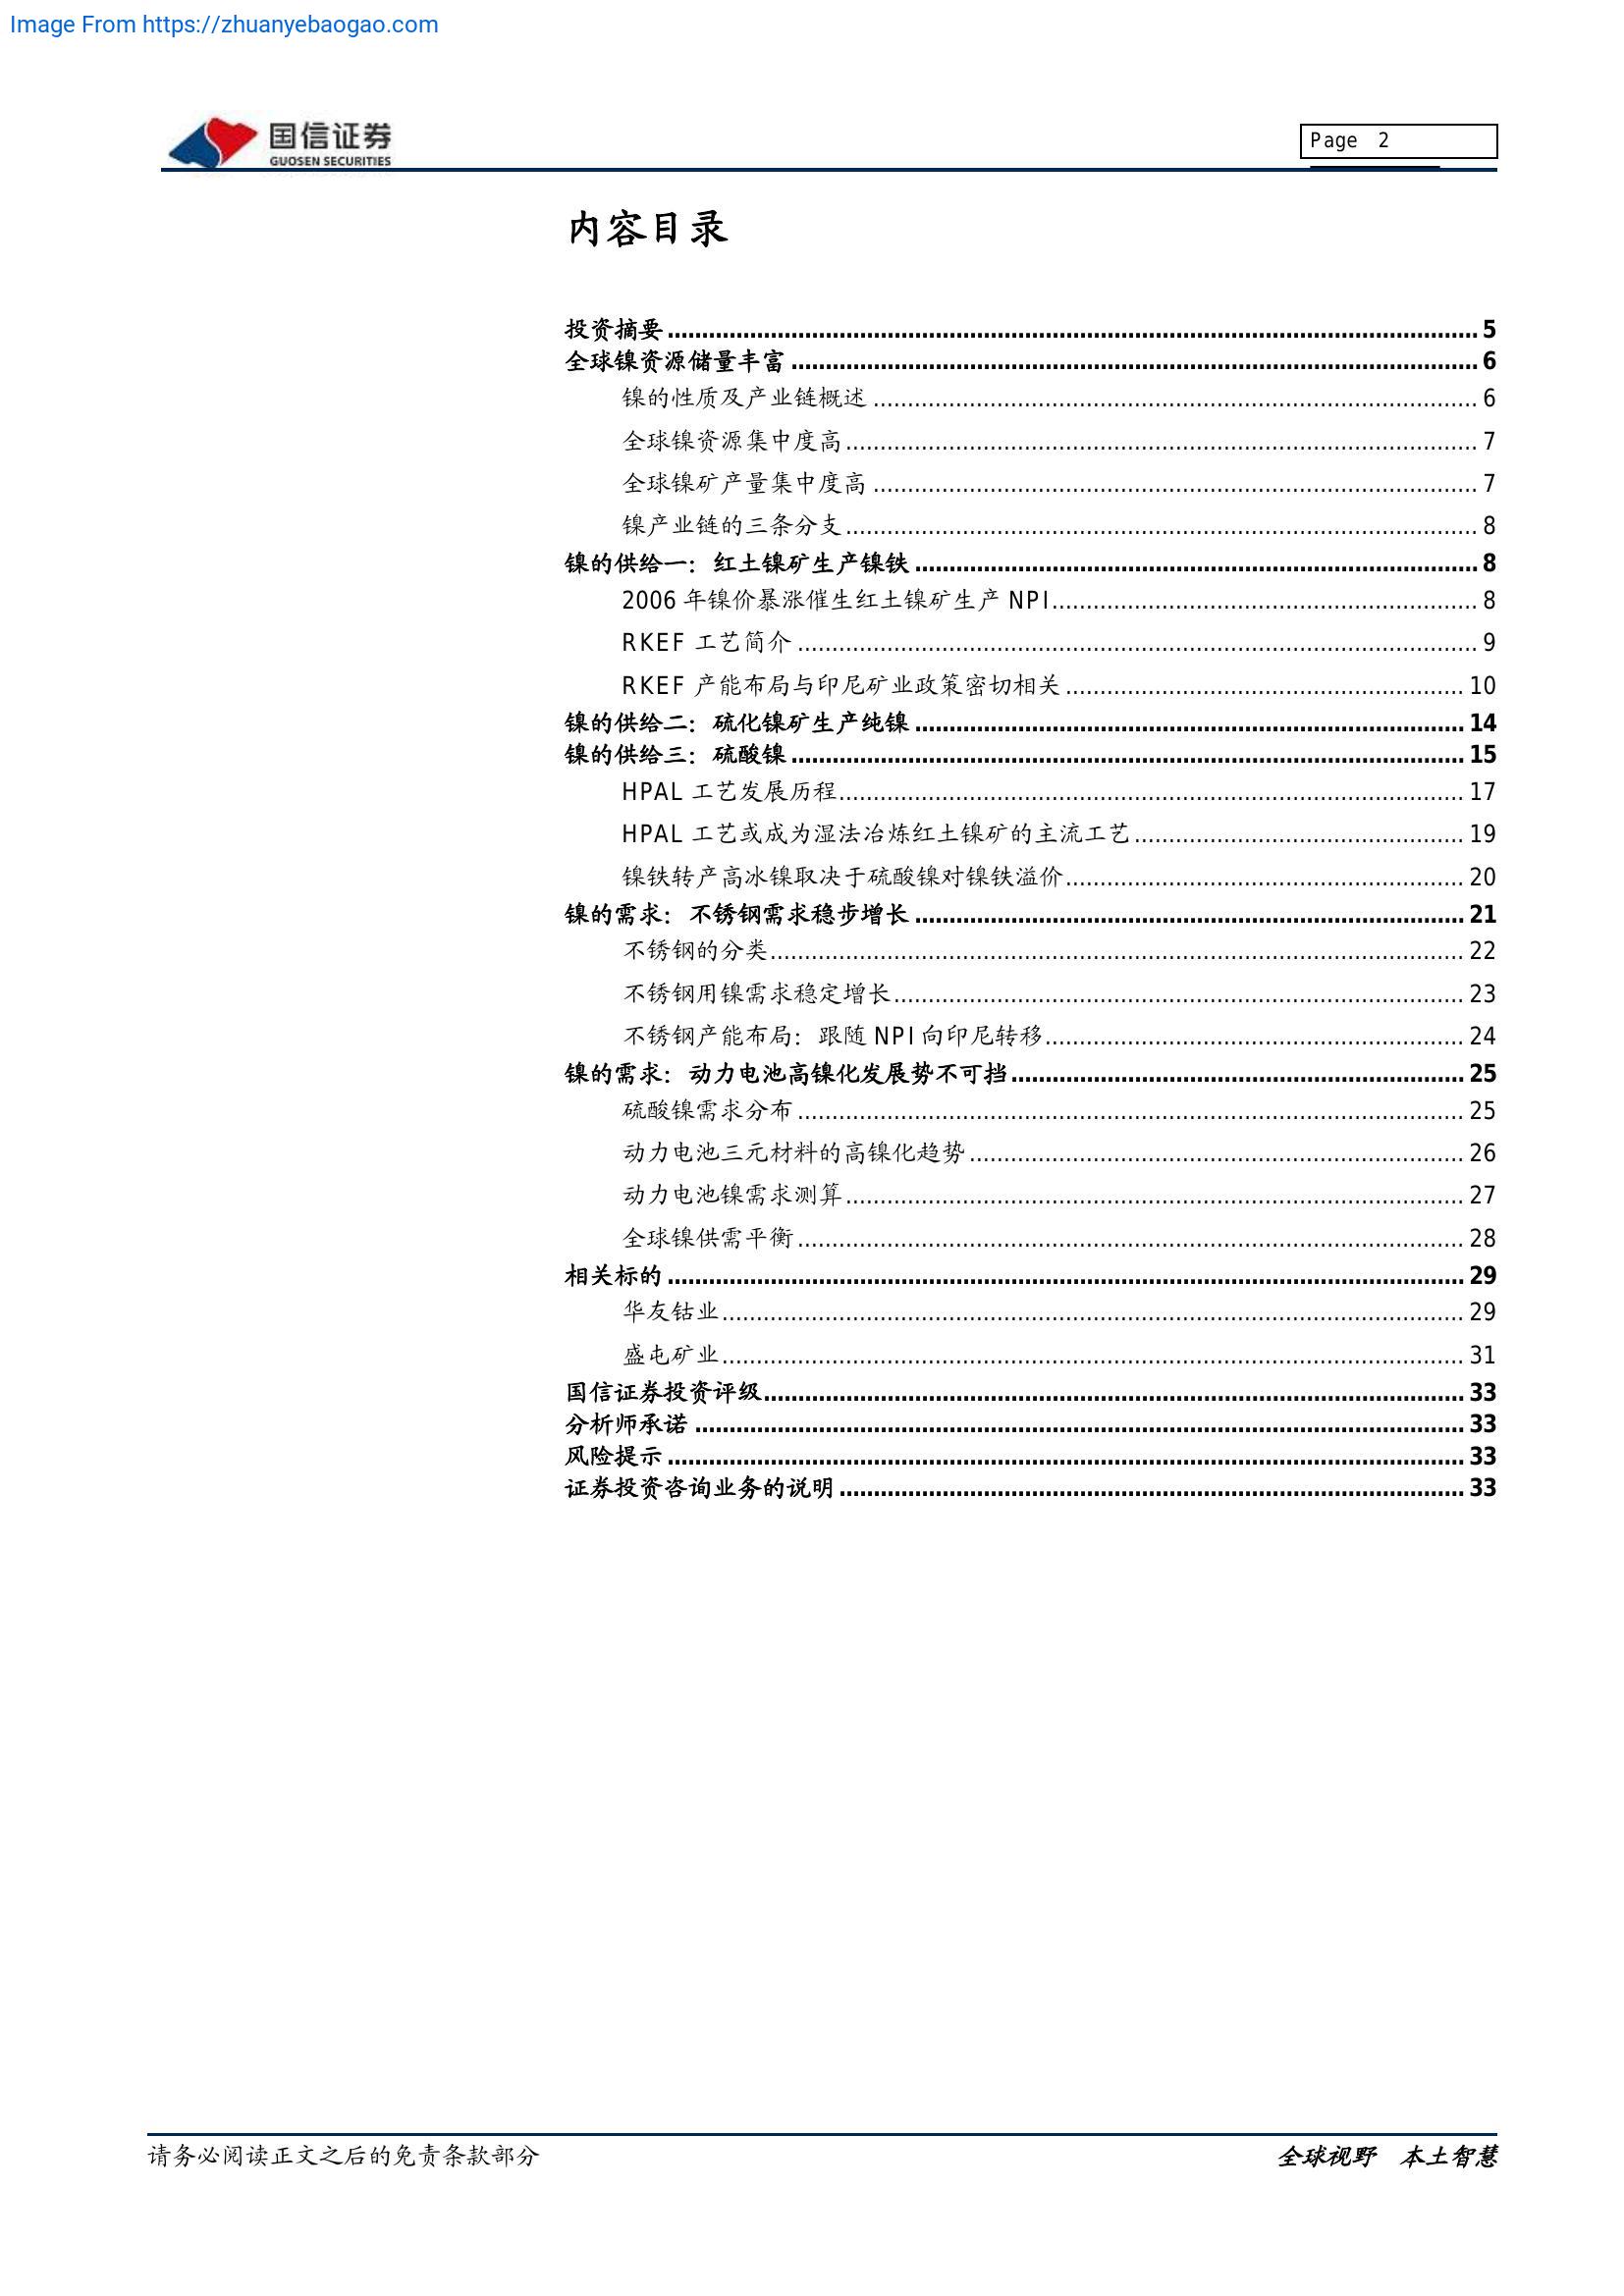 Image From https://zhuanyebaogao.com
国信证券
GUOSEN SECURITIES
Page 2
内容目录
投资摘要 5
全球镍资源储量丰富 6
镍的性质及产业链概述 6
全球镍资源集中度高 7
全球镍矿产量集中度高 7
镍产业链的三条分支 8
镍的供给一：红土镍矿生产镍铁 8
2006 年镍价暴涨催生红土镍矿生产 NPI 8
RKEF 工艺简介 9
RKEF 产能布局与印尼矿业政策密切相关 10
镍的供给二：硫化镍矿生产纯镍 14
镍的供给三：硫酸镍 15
HPAL 工艺发展历程 17
HPAL 工艺或成为湿法冶炼红土镍矿的主流工艺 19
镍铁转产高冰镍取决于硫酸镍对镍铁溢价 20
镍的需求：不锈钢需求稳步增长 21
不锈钢的分类 22
不锈钢用镍需求稳定增长 23
不锈钢产能布局：跟随 NPI 向印尼转移 24
镍的需求：动力电池高镍化发展势不可挡 25
硫酸镍需求分布 25
动力电池三元材料的高镍化趋势 26
动力电池镍需求测算 27
全球镍供需平衡 28
相关标的 29
华友钴业 29
盛屯矿业 31
国信证券投资评级 33
分析师承诺 33
风险提示 33
证券投资咨询业务的说明 33
请务必阅读正文之后的免责条款部分
全球视野 本土智慧